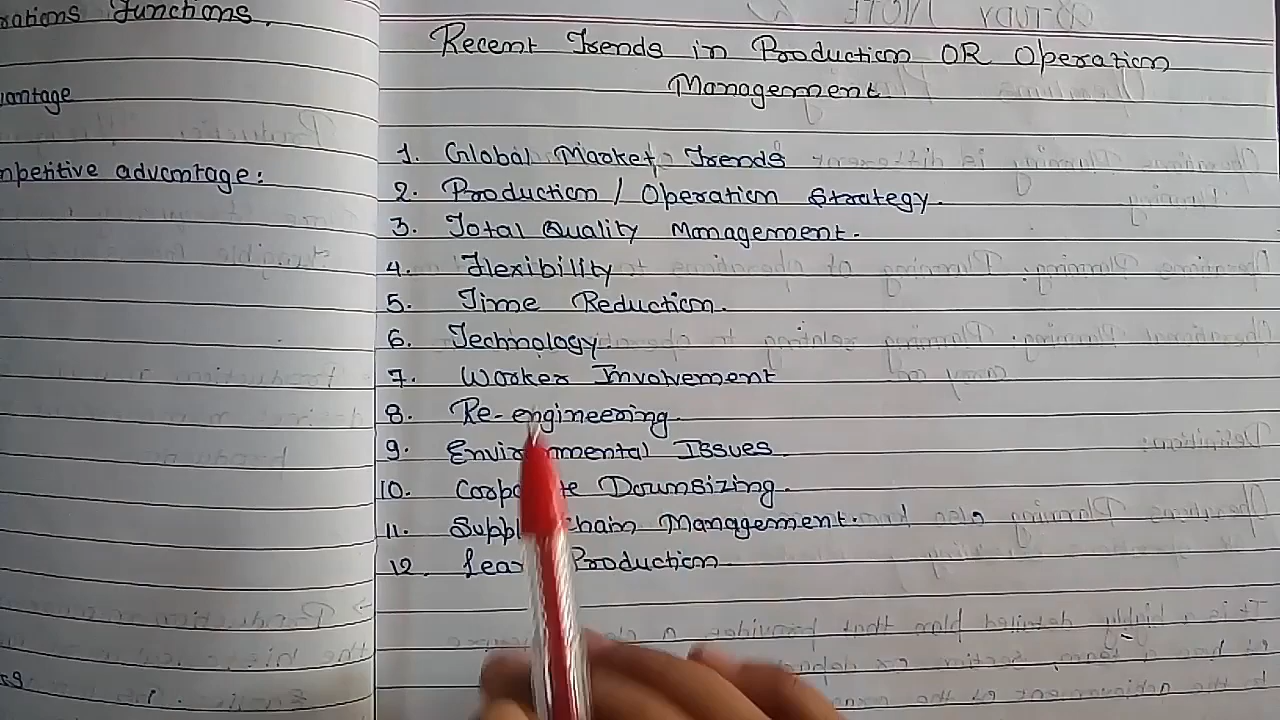 Functions.
Recent Trends in Production OR Operation
Management
1. Global Market Trends
2. Production / Operation Strategy.
3. Total Quality Management.
4. Flexibility
5. Time Reduction.
6. Technology
7. Worker Involvement
8. Re-engineering
9. Environmental Issues
10. Corporate Downsizing
11. Supply Chain Management.
12. Lean Production
advantage: